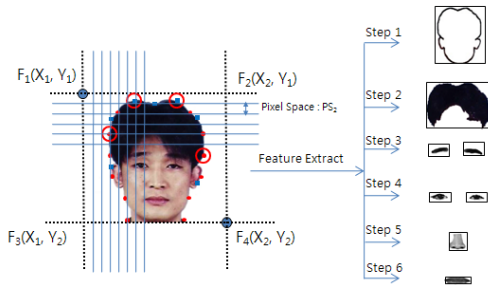 Step 1
F₁(X₁, Y₁)
F₂(X₂, Y₁)
Step 2
Pixel Space : PS₂
Step 3
Feature Extract
Step 4
F₃(X₁, Y₂)
F₄(X₂, Y₂)
Step 5
Step 6